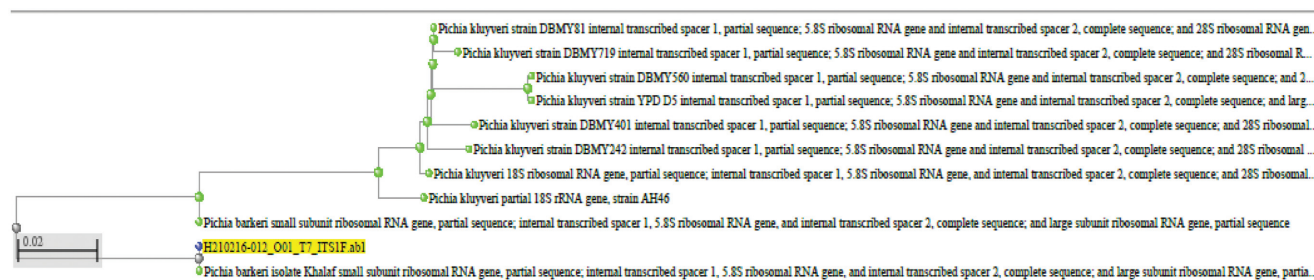 Pichia kluyveri strain DBMY81 internal transcribed spacer 1, partial sequence; 5.8S ribosomal RNA gene and internal transcribed spacer 2, complete sequence; and 28S ribosomal RNA gen...
Pichia kluyveri strain DBMY719 internal transcribed spacer 1, partial sequence; 5.8S ribosomal RNA gene and internal transcribed spacer 2, complete sequence; and 28S ribosomal R...
Pichia kluyveri strain DBMY560 internal transcribed spacer 1, partial sequence; 5.8S ribosomal RNA gene and internal transcribed spacer 2, complete sequence; and 2...
Pichia kluyveri strain YPD D5 internal transcribed spacer 1, partial sequence; 5.8S ribosomal RNA gene and internal transcribed spacer 2, complete sequence; and larg...
Pichia kluyveri strain DBMY401 internal transcribed spacer 1, partial sequence; 5.8S ribosomal RNA gene and internal transcribed spacer 2, complete sequence; and 28S ribosomal...
Pichia kluyveri strain DBMY242 internal transcribed spacer 1, partial sequence; 5.8S ribosomal RNA gene and internal transcribed spacer 2, complete sequence; and 28S ribosomal ...
Pichia kluyveri 18S ribosomal RNA gene, partial sequence; internal transcribed spacer 1, 5.8S ribosomal RNA gene, and internal transcribed spacer 2, complete sequence; and 28S ribosomal...
Pichia kluyveri partial 18S rRNA gene, strain AH46
Pichia barkeri small subunit ribosomal RNA gene, partial sequence; internal transcribed spacer 1, 5.8S ribosomal RNA gene, and internal transcribed spacer 2, complete sequence; and large subunit ribosomal RNA gene, partial sequence
0.02
H210216-012_O01_T7_ITS1F.ab1
Pichia barkeri isolate Khalaf small subunit ribosomal RNA gene, partial sequence; internal transcribed spacer 1, 5.8S ribosomal RNA gene, and internal transcribed spacer 2, complete sequence; and large subunit ribosomal RNA gene, partia...